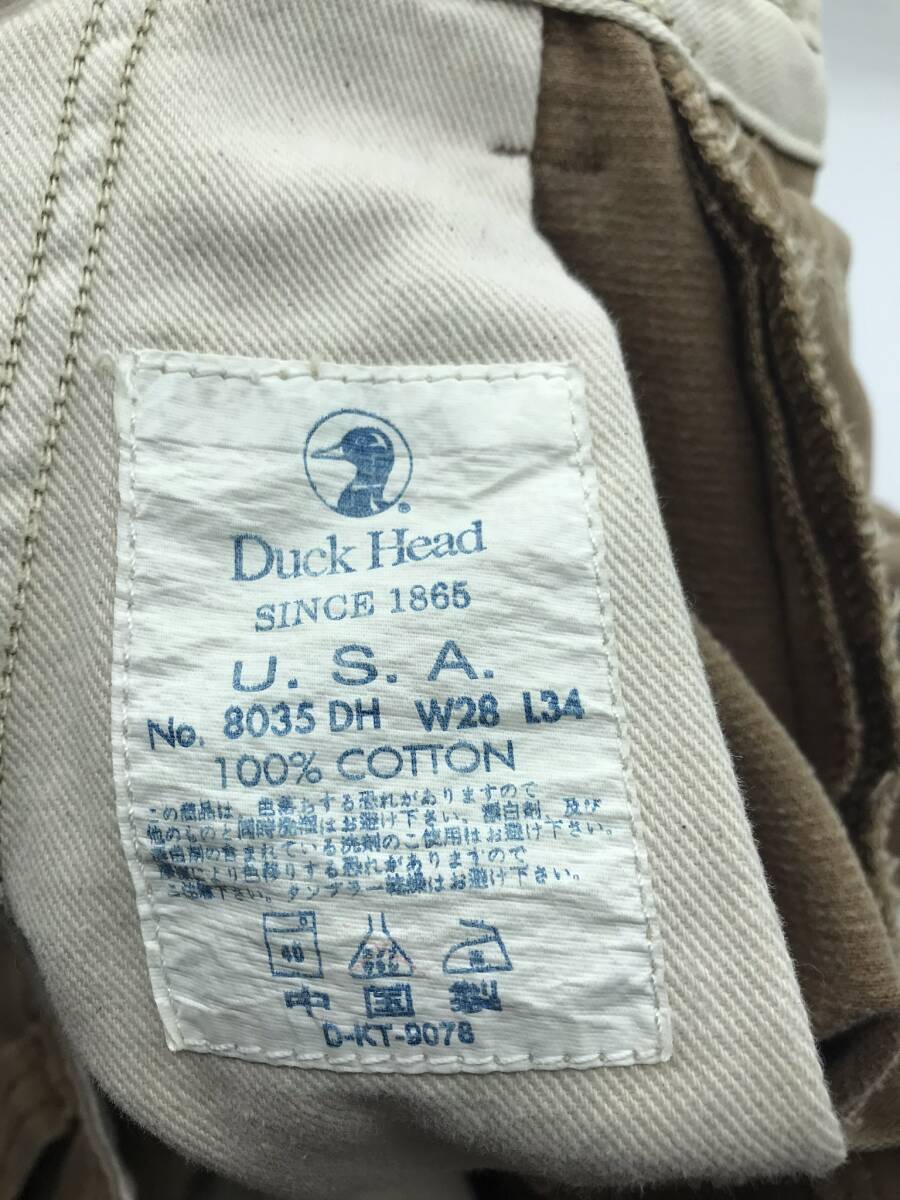 Duck Head
SINCE 1865
U. S. A.
No. 8035 DH W28 L34
100% COTTON
この商品は、色落ちする恐れがありますので
他のものと同時洗濯はお避け下さい。漂白剤、及び
漂白剤の含まれている洗剤のご使用はお避け下さい。
摩擦により色移りする恐れがありますので
ご注意下さい。タンブラー乾燥はお避け下さい。
40
中国製
D-KT-9078